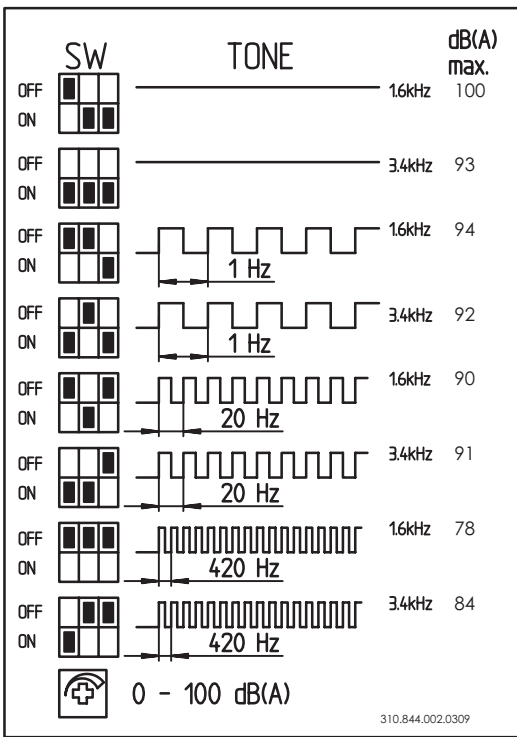 SW TONE dB(A)
max.
OFF 1.6kHz 100
ON
OFF 3.4kHz 93
ON
OFF 1.6kHz 94
ON 1 Hz
OFF 3.4kHz 92
ON 1 Hz
OFF 1.6kHz 90
ON 20 Hz
OFF 3.4kHz 91
ON 20 Hz
OFF 1.6kHz 78
ON 420 Hz
OFF 3.4kHz 84
ON 420 Hz
0 - 100 dB(A)
310.844.002.0309